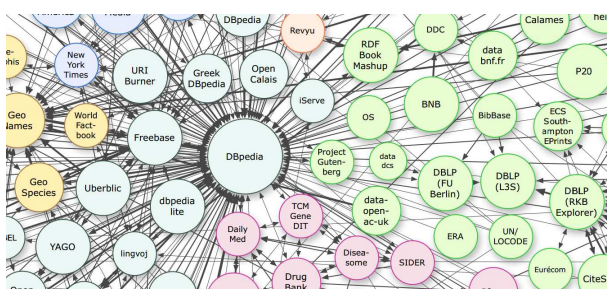 DBpedia
Revyu
DDC
Calames
New
York
Times
URI
Burner
Greek
DBpedia
Open
Calais
RDF
Book
Mashup
data
bnf.fr
P20
iServe
Geo
Names
World
Fact-
book
Freebase
DBpedia
OS
BNB
BibBase
ECS
South-
ampton
EPrints
Project
Guten-
berg
data
dcs
DBLP
(FU
Berlin)
DBLP
(L3S)
DBLP
(RKB
Explorer)
Geo
Species
Uberblic
dbpedia
lite
TCM
Gene
DIT
data-
open-
ac-uk
Daily
Med
ERA
UN/
LOCODE
YAGO
lingvoj
Disea-
some
SIDER
Drug
Bank
Eurécom
CiteS
Open